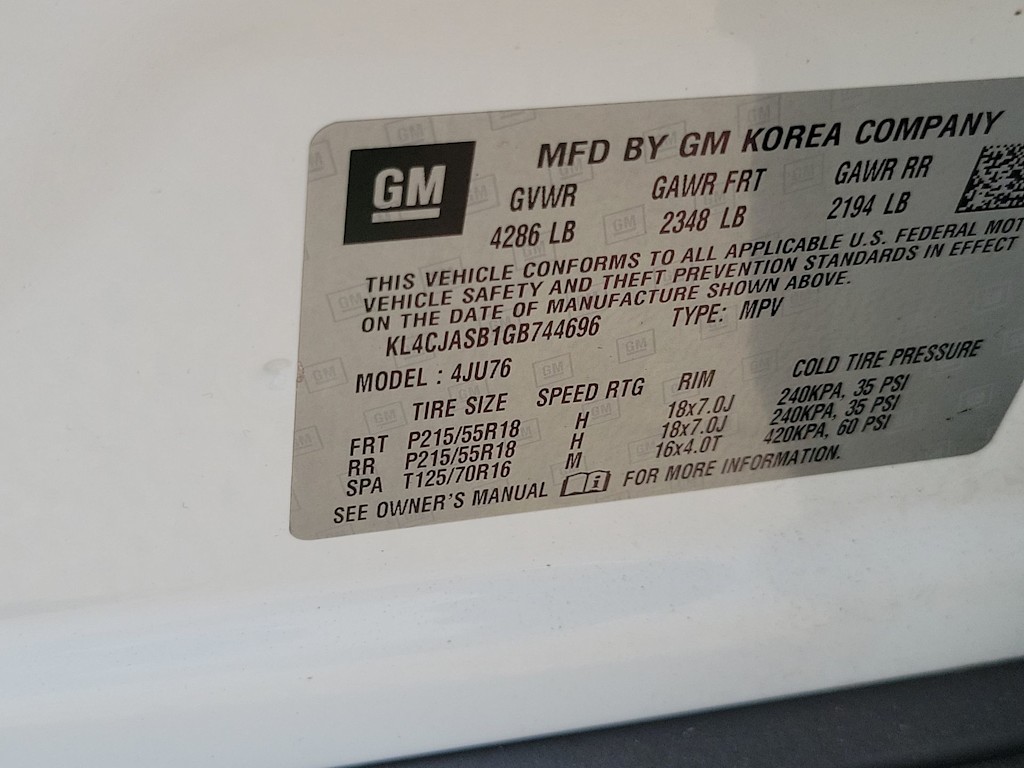 GM
MFD BY GM KOREA COMPANY
GVWR GAWR FRT GAWR RR
4286 LB 2348 LB 2194 LB
THIS VEHICLE CONFORMS TO ALL APPLICABLE U.S. FEDERAL MOT
VEHICLE SAFETY AND THEFT PREVENTION STANDARDS IN EFFECT
ON THE DATE OF MANUFACTURE SHOWN ABOVE.
KL4CJASB1GB744696 TYPE: MPV
MODEL : 4JU76
TIRE SIZE SPEED RTG RIM COLD TIRE PRESSURE
FRT P215/55R18 H 18x7.0J 240KPA, 35 PSI
RR P215/55R18 H 18x7.0J 240KPA, 35 PSI
SPA T125/70R16 M 16x4.0T 420KPA, 60 PSI
SEE OWNER'S MANUAL FOR MORE INFORMATION.